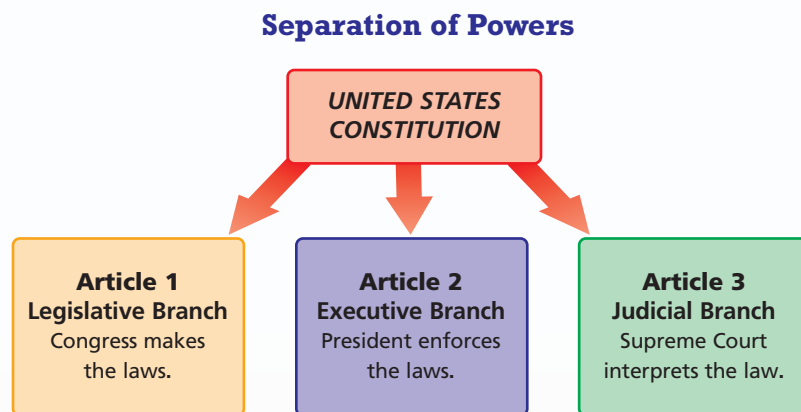 Separation of Powers
UNITED STATES
CONSTITUTION
Article 1
Legislative Branch
Congress makes
the laws.
Article 2
Executive Branch
President enforces
the laws.
Article 3
Judicial Branch
Supreme Court
interprets the law.